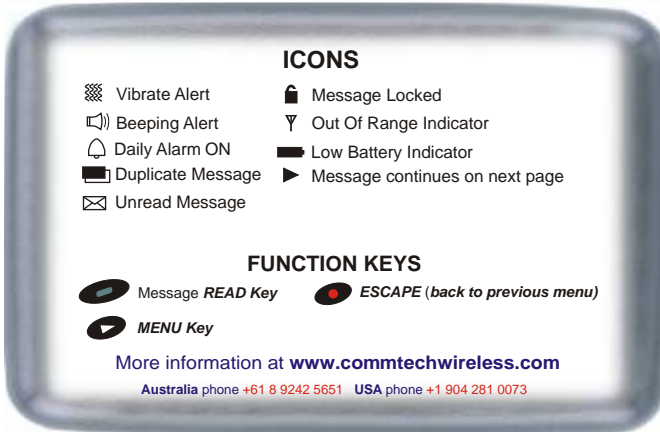 ICONS
Vibrate Alert
Beeping Alert
Daily Alarm ON
Duplicate Message
Unread Message
Message Locked
Out Of Range Indicator
Low Battery Indicator
Message continues on next page
FUNCTION KEYS
Message READ Key
ESCAPE (back to previous menu)
MENU Key
More information at www.commtechwireless.com
Australia phone +61 8 9242 5651 USA phone +1 904 281 0073